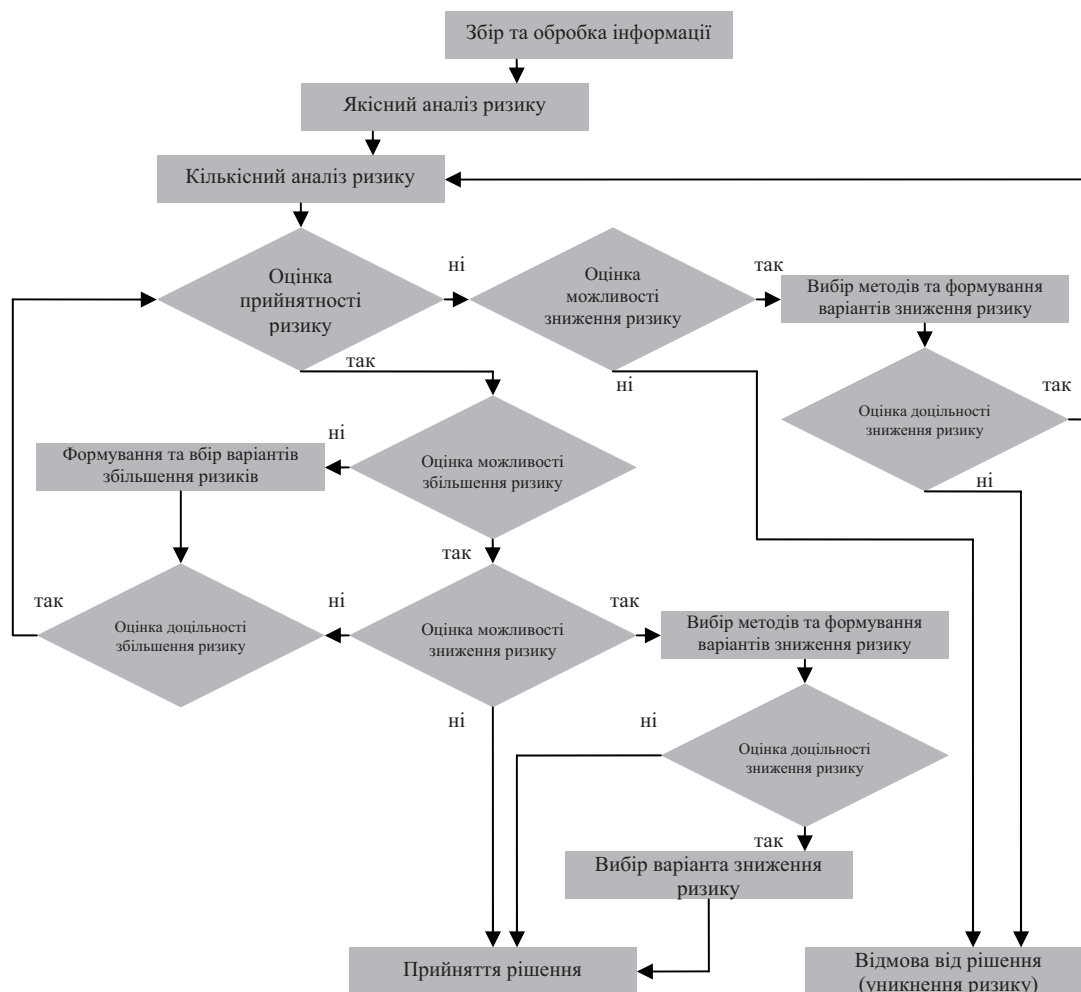 Збір та обробка інформації
Якісний аналіз ризику
Кількісний аналіз ризику
Оцінка
прийнятності
ризику
ні
Оцінка
можливості
зниження ризику
так
Вибір методів та формування
варіантів зниження ризику
так
ні
Оцінка доцільності
зниження ризику
так
ні
ні
Формування та вбір варіантів
збільшення ризиків
Оцінка можливості
збільшення ризику
так
так
Оцінка доцільності
збільшення ризику
ні
Оцінка можливості
зниження ризику
так
Вибір методів та формування
варіантів зниження ризику
ні
ні
Оцінка доцільності
зниження ризику
так
Вибір варіанта зниження
ризику
Прийняття рішення
Відмова від рішення
(уникнення ризику)